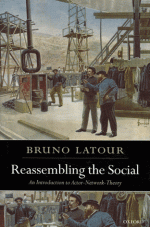 BRUNO LATOUR
Reassembling the Social
An Introduction to Actor-Network-Theory
OXFORD